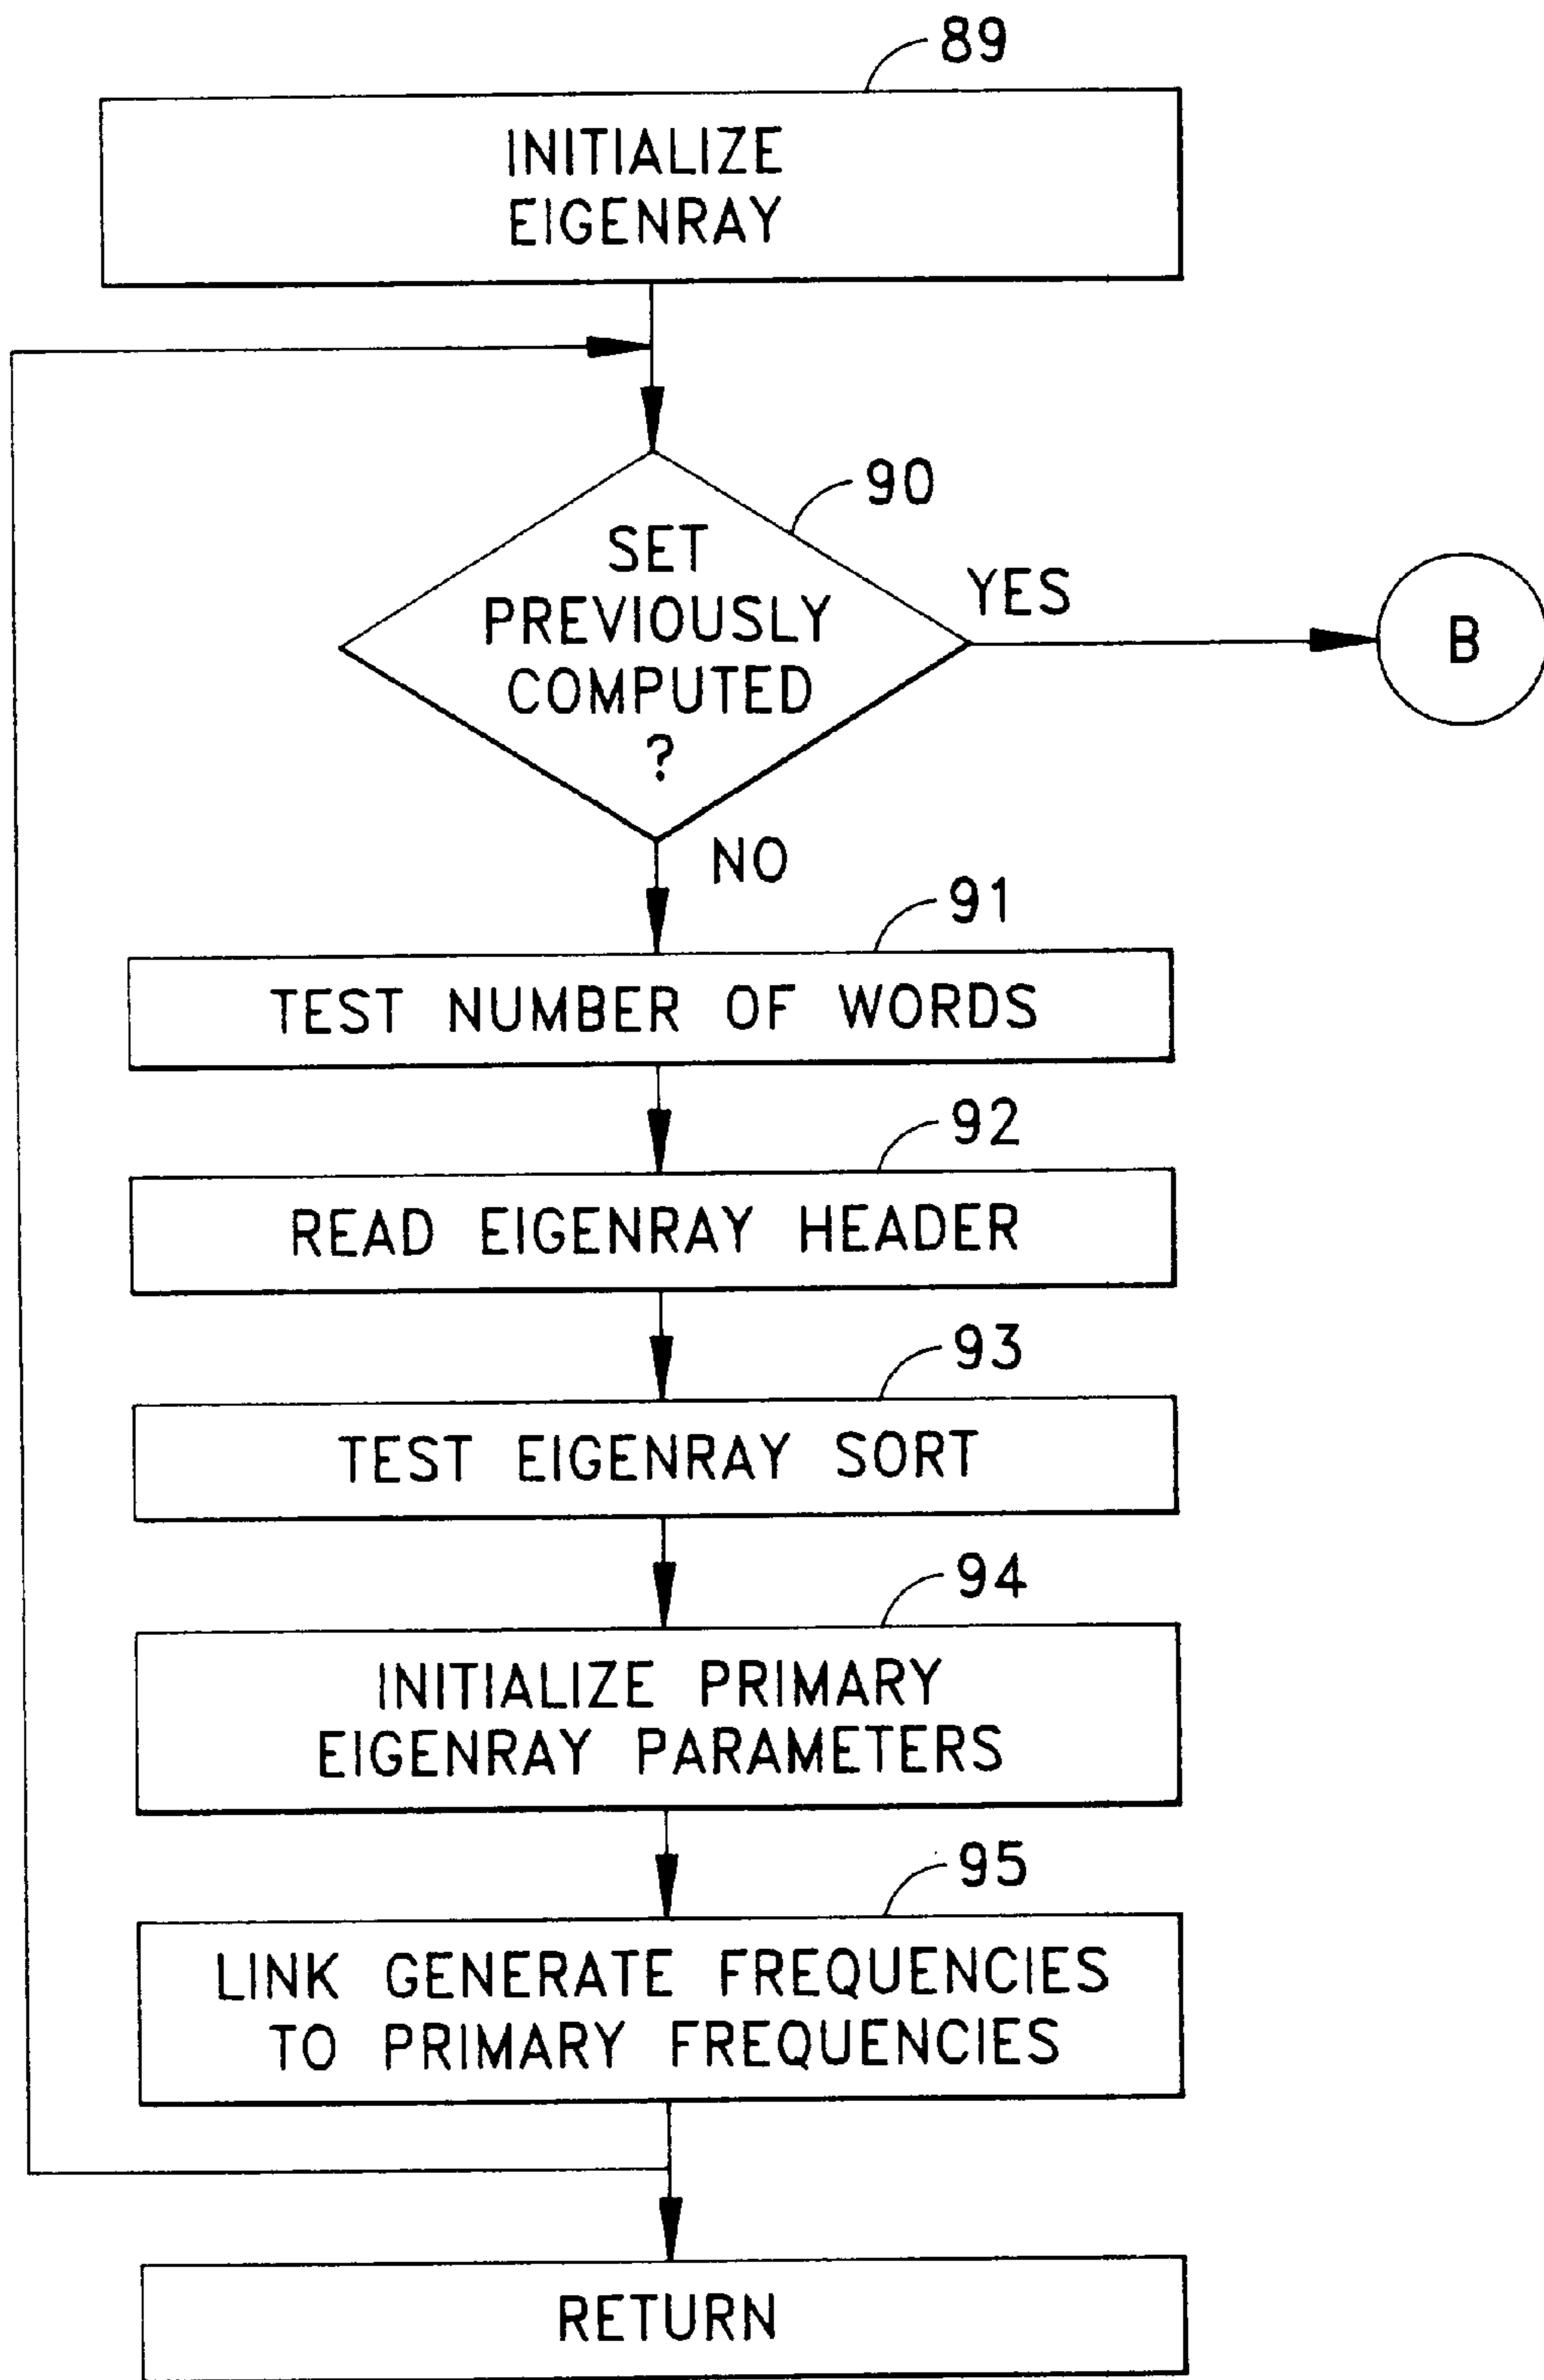 89
INITIALIZE
EIGENRAY
90
SET
PREVIOUSLY
COMPUTED
?
YES
B
NO
91
TEST NUMBER OF WORDS
92
READ EIGENRAY HEADER
93
TEST EIGENRAY SORT
94
INITIALIZE PRIMARY
EIGENRAY PARAMETERS
95
LINK GENERATE FREQUENCIES
TO PRIMARY FREQUENCIES
RETURN